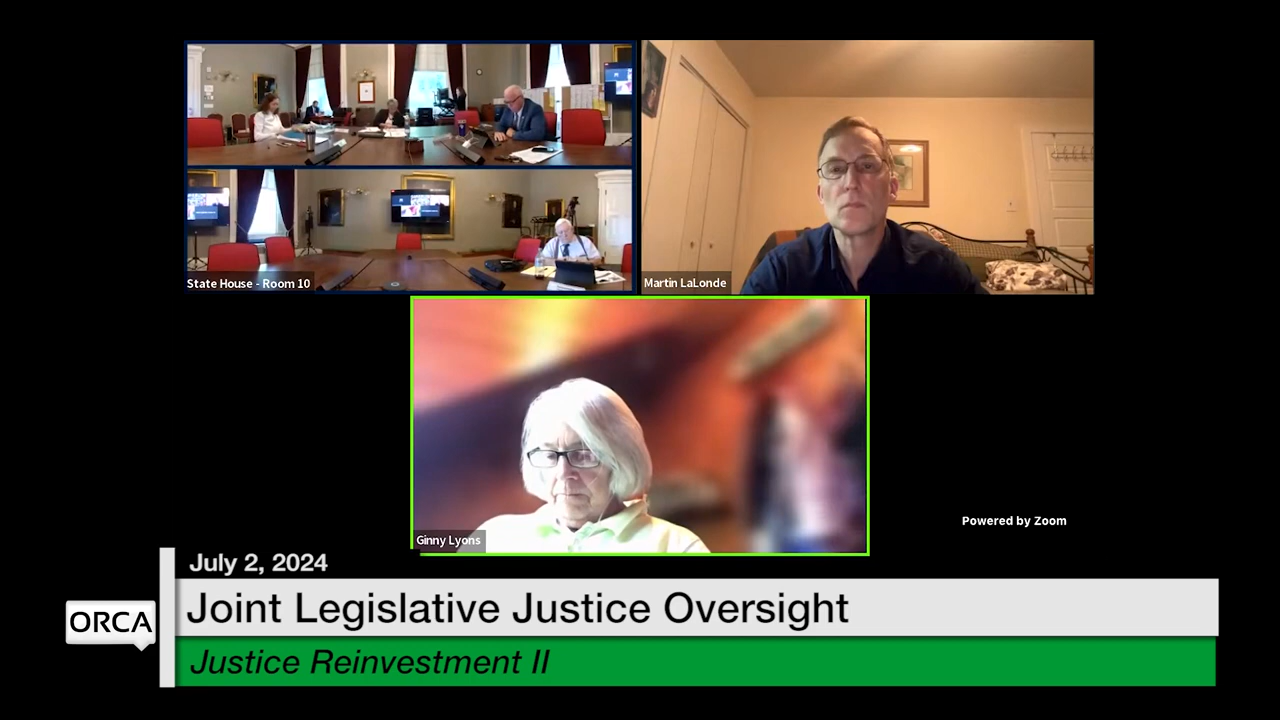 State House - Room 10
Martin LaLonde
Ginny Lyons
Powered by Zoom
July 2, 2024
ORCA
Joint Legislative Justice Oversight
Justice Reinvestment II